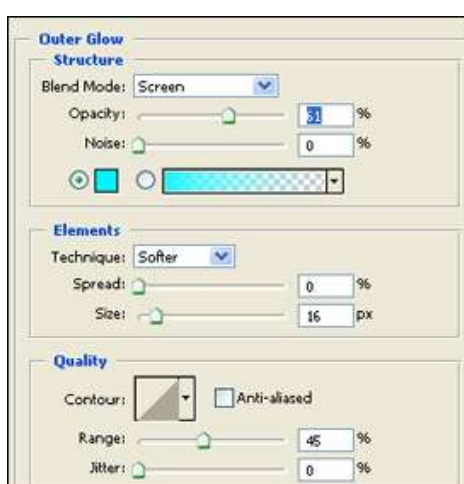 Outer Glow
Structure
Blend Mode: Screen
Opacity: 61 %
Noise: 0 %
Elements
Technique: Softer
Spread: 0 %
Size: 16 px
Quality
Contour: Anti-aliased
Range: 45 %
Jitter: 0 %